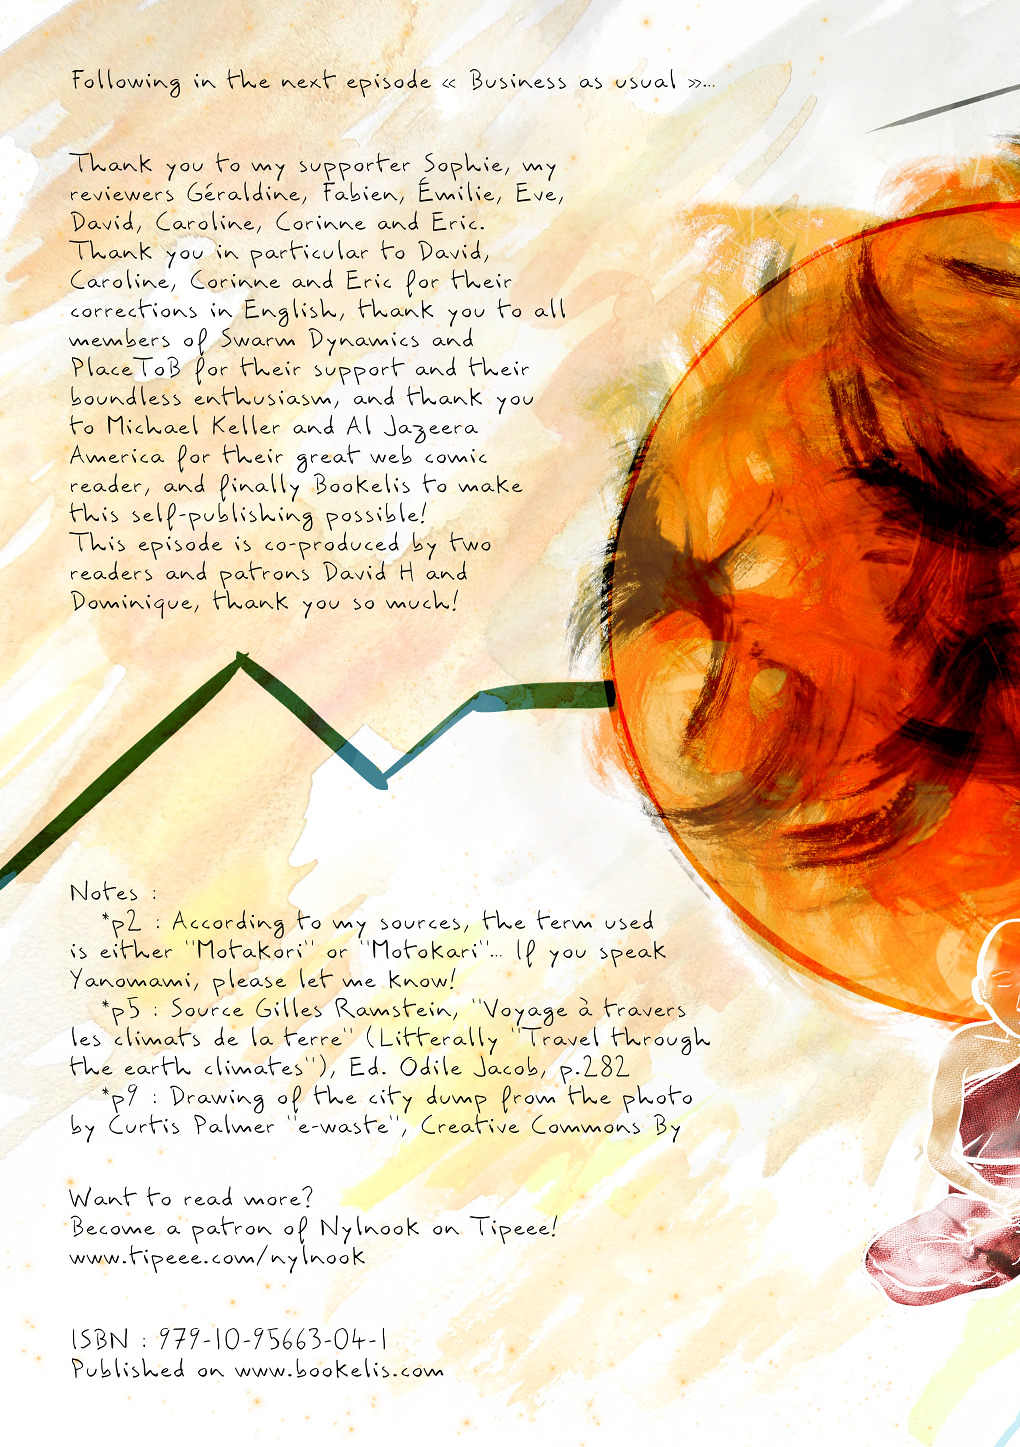 Following in the next episode « Business as usual »...
Thank you to my supporter Sophie, my
reviewers Géraldine, Fabien, Émilie, Eve,
David, Caroline, Corinne and Eric.
Thank you in particular to David,
Caroline, Corinne and Eric for their
corrections in English, thank you to all
members of Swarm Dynamics and
PlaceToB for their support and their
boundless enthusiasm, and thank you
to Michael Keller and Al Jazeera
America for their great web comic
reader, and finally Bookelis to make
this self-publishing possible!
This episode is co-produced by two
readers and patrons David H and
Dominique, thank you so much!
Notes :
*p2 : According to my sources, the term used
is either "Motakori" or "Motokari"... If you speak
Yanomami, please let me know!
*p5 : Source Gilles Ramstein, "Voyage à travers
les climats de la terre" (Litterally "Travel through
the earth climates"), Ed. Odile Jacob, p.282
*p9 : Drawing of the city dump from the photo
by Curtis Palmer "e-waste", Creative Commons By
Want to read more?
Become a patron of Nylnook on Tipeee!
www.tipeee.com/nylnook
ISBN : 979-10-95663-04-1
Published on www.bookelis.com